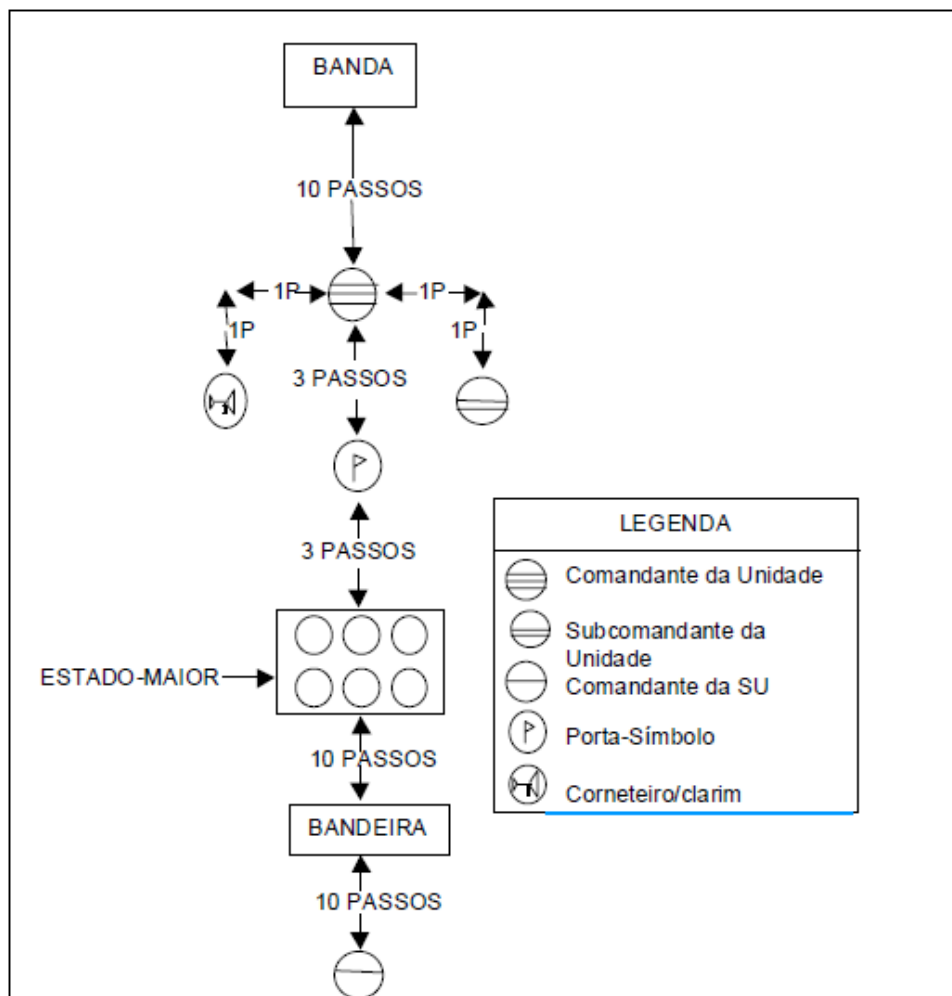 BANDA
10 PASSOS
1P
1P
1P
1P
3 PASSOS
3 PASSOS
ESTADO-MAIOR
10 PASSOS
BANDEIRA
10 PASSOS
LEGENDA
Comandante da Unidade
Subcomandante da
Unidade
Comandante da SU
Porta-Símbolo
Corneteiro/clarim